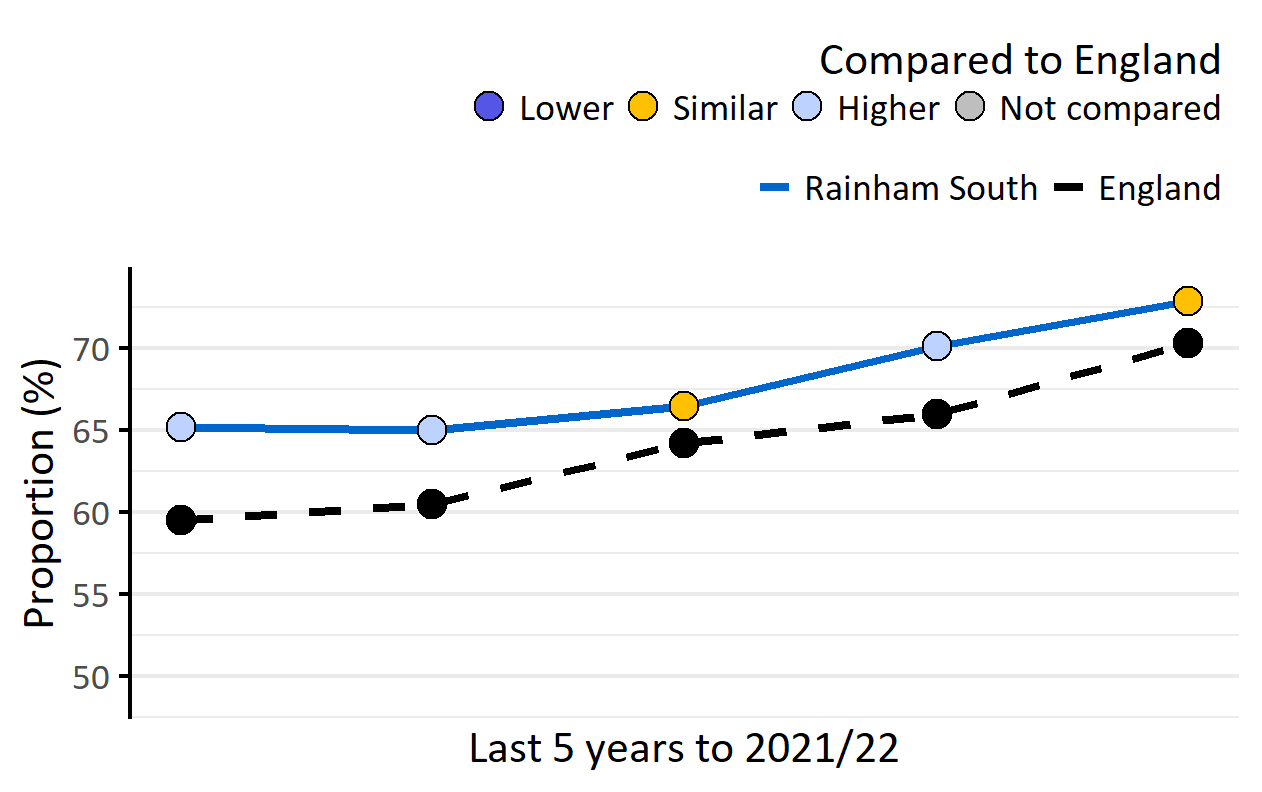 Compared to England
Lower Similar Higher Not compared
Rainham South England
Proportion (%)
70
65
60
55
50
Last 5 years to 2021/22